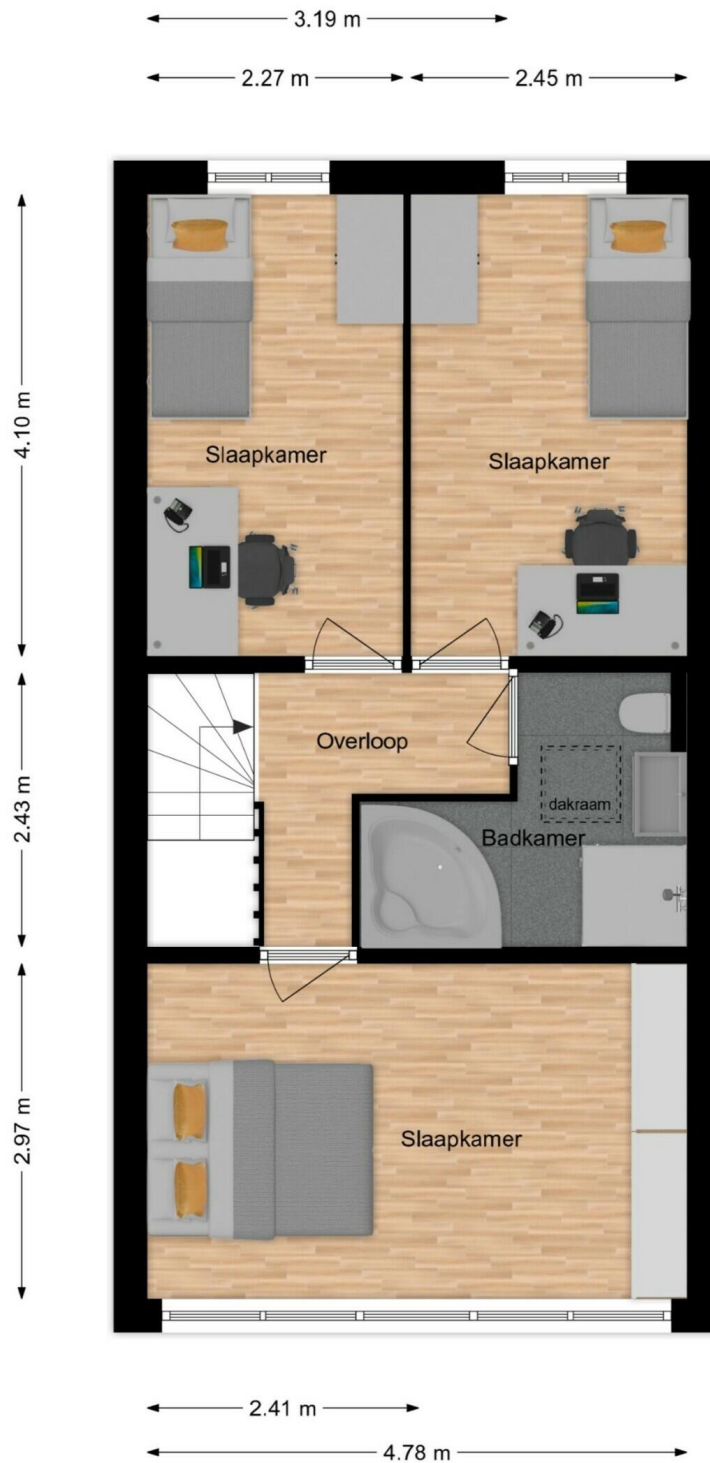 3.19 m
2.27 m
2.45 m
4.10 m
Slaapkamer
Slaapkamer
Overloop
2.43 m
dakraam
Badkamer
2.97 m
Slaapkamer
2.41 m
4.78 m